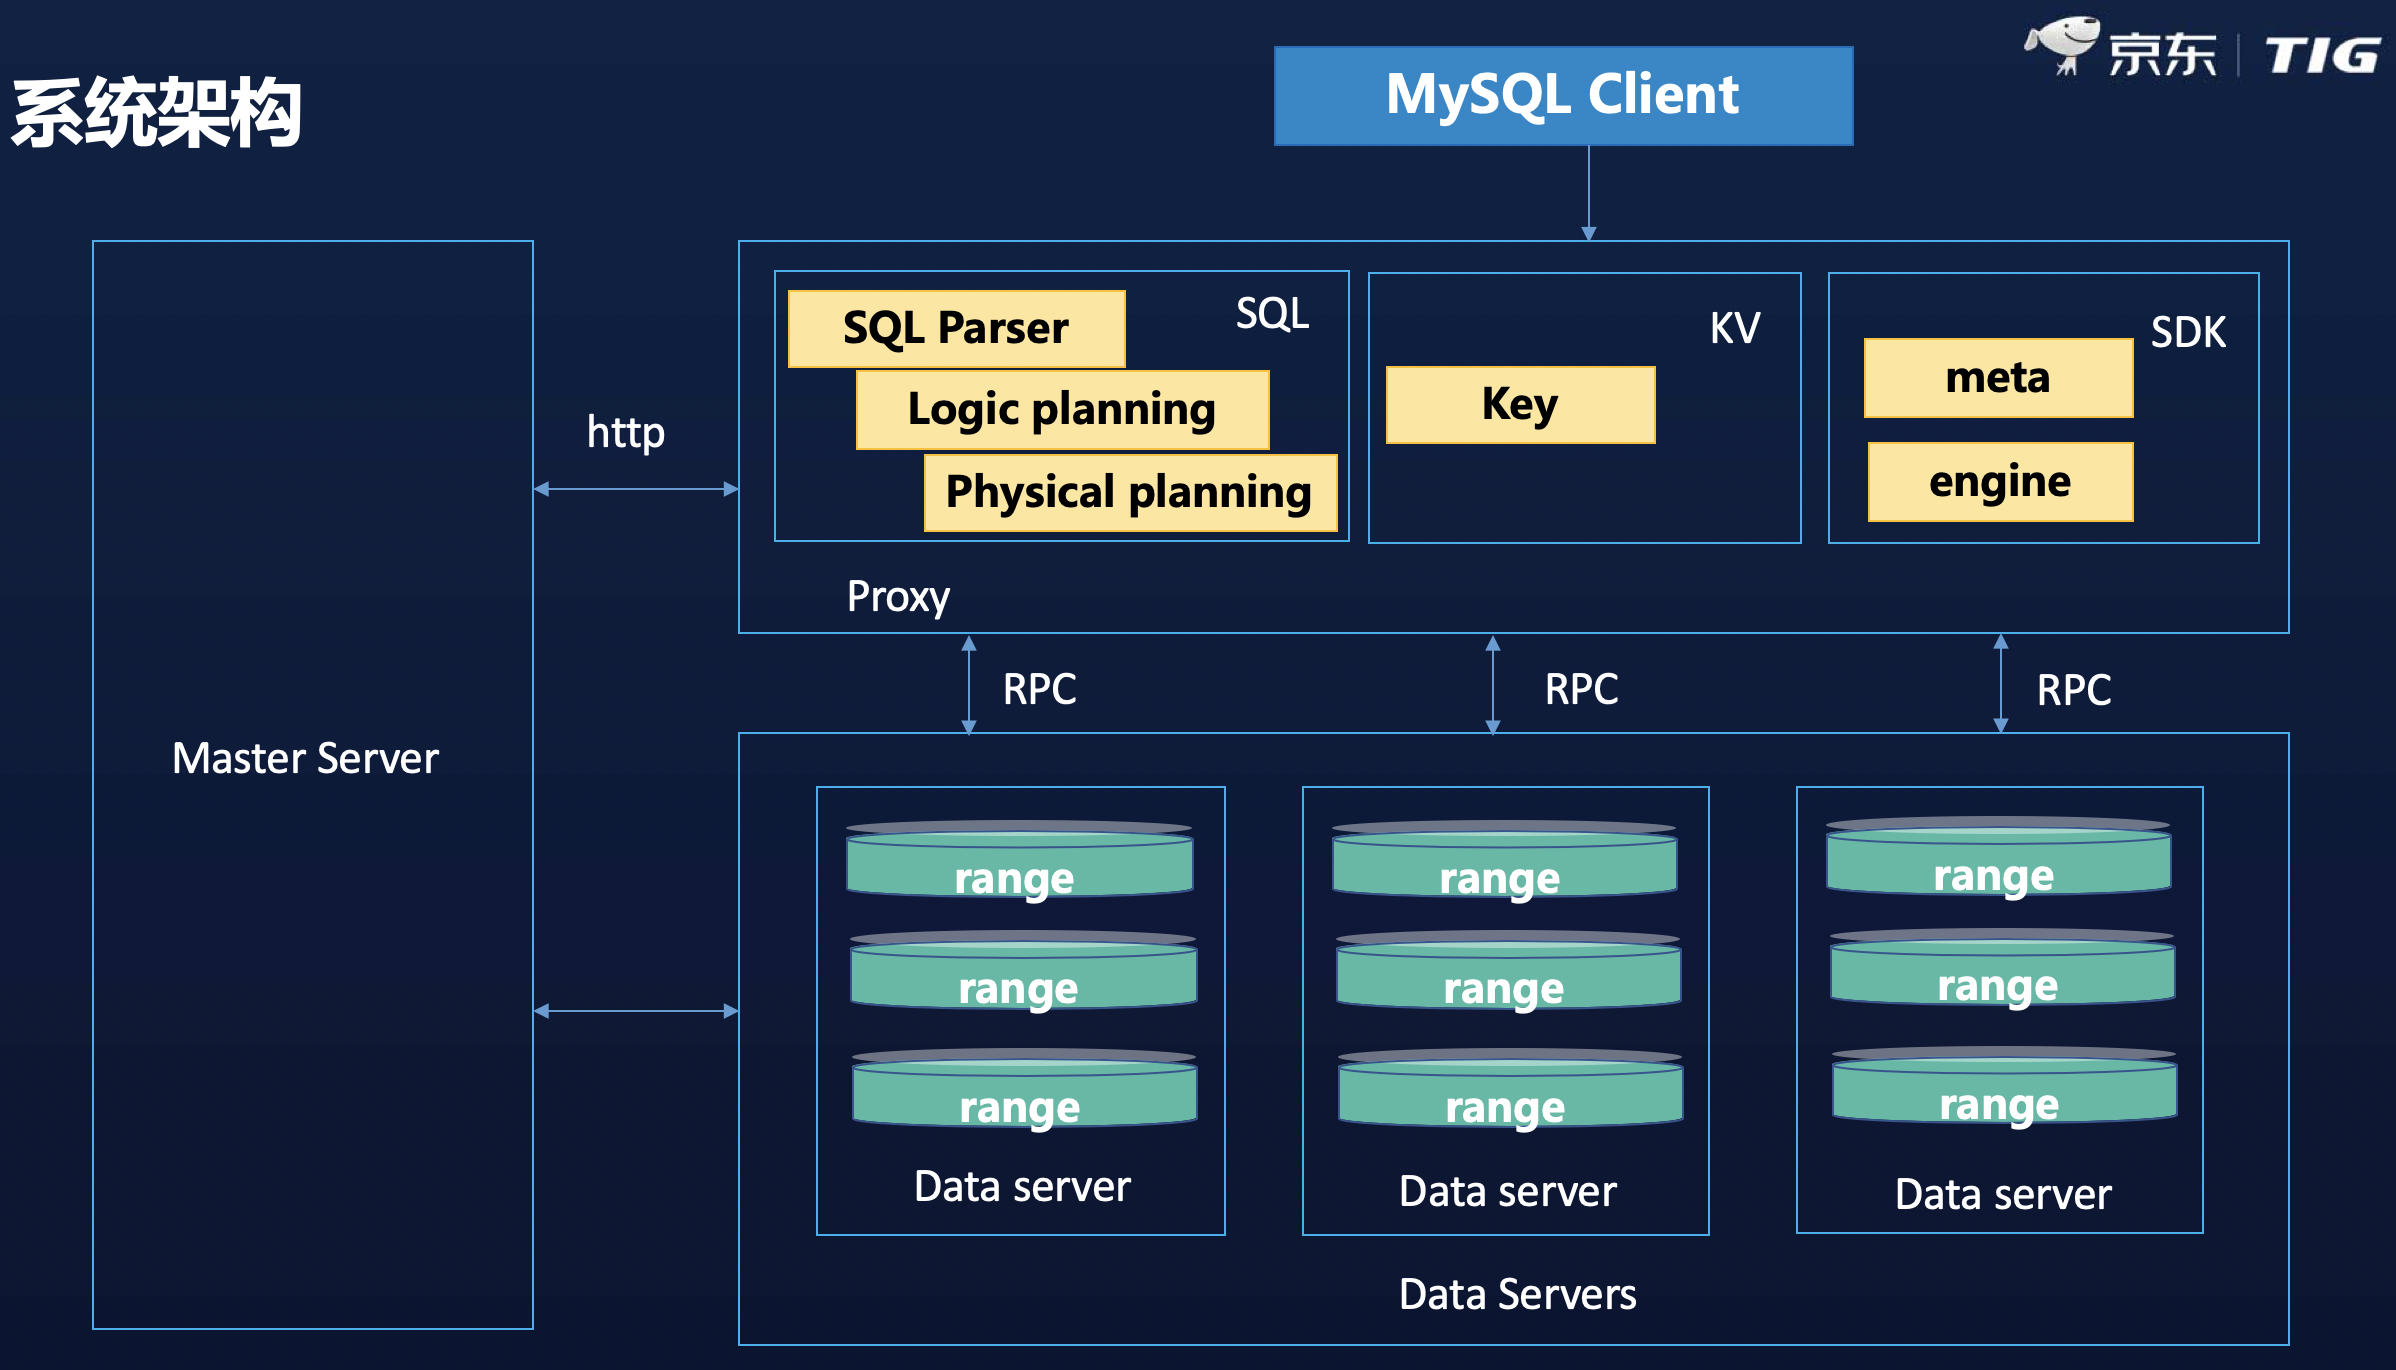 系统架构
京东 TIG
MySQL Client
SQL
SQL Parser
Logic planning
Physical planning
KV
Key
SDK
meta
engine
Proxy
http
Master Server
RPC
RPC
RPC
range
range
range
Data server
range
range
range
Data server
range
range
range
Data server
Data Servers